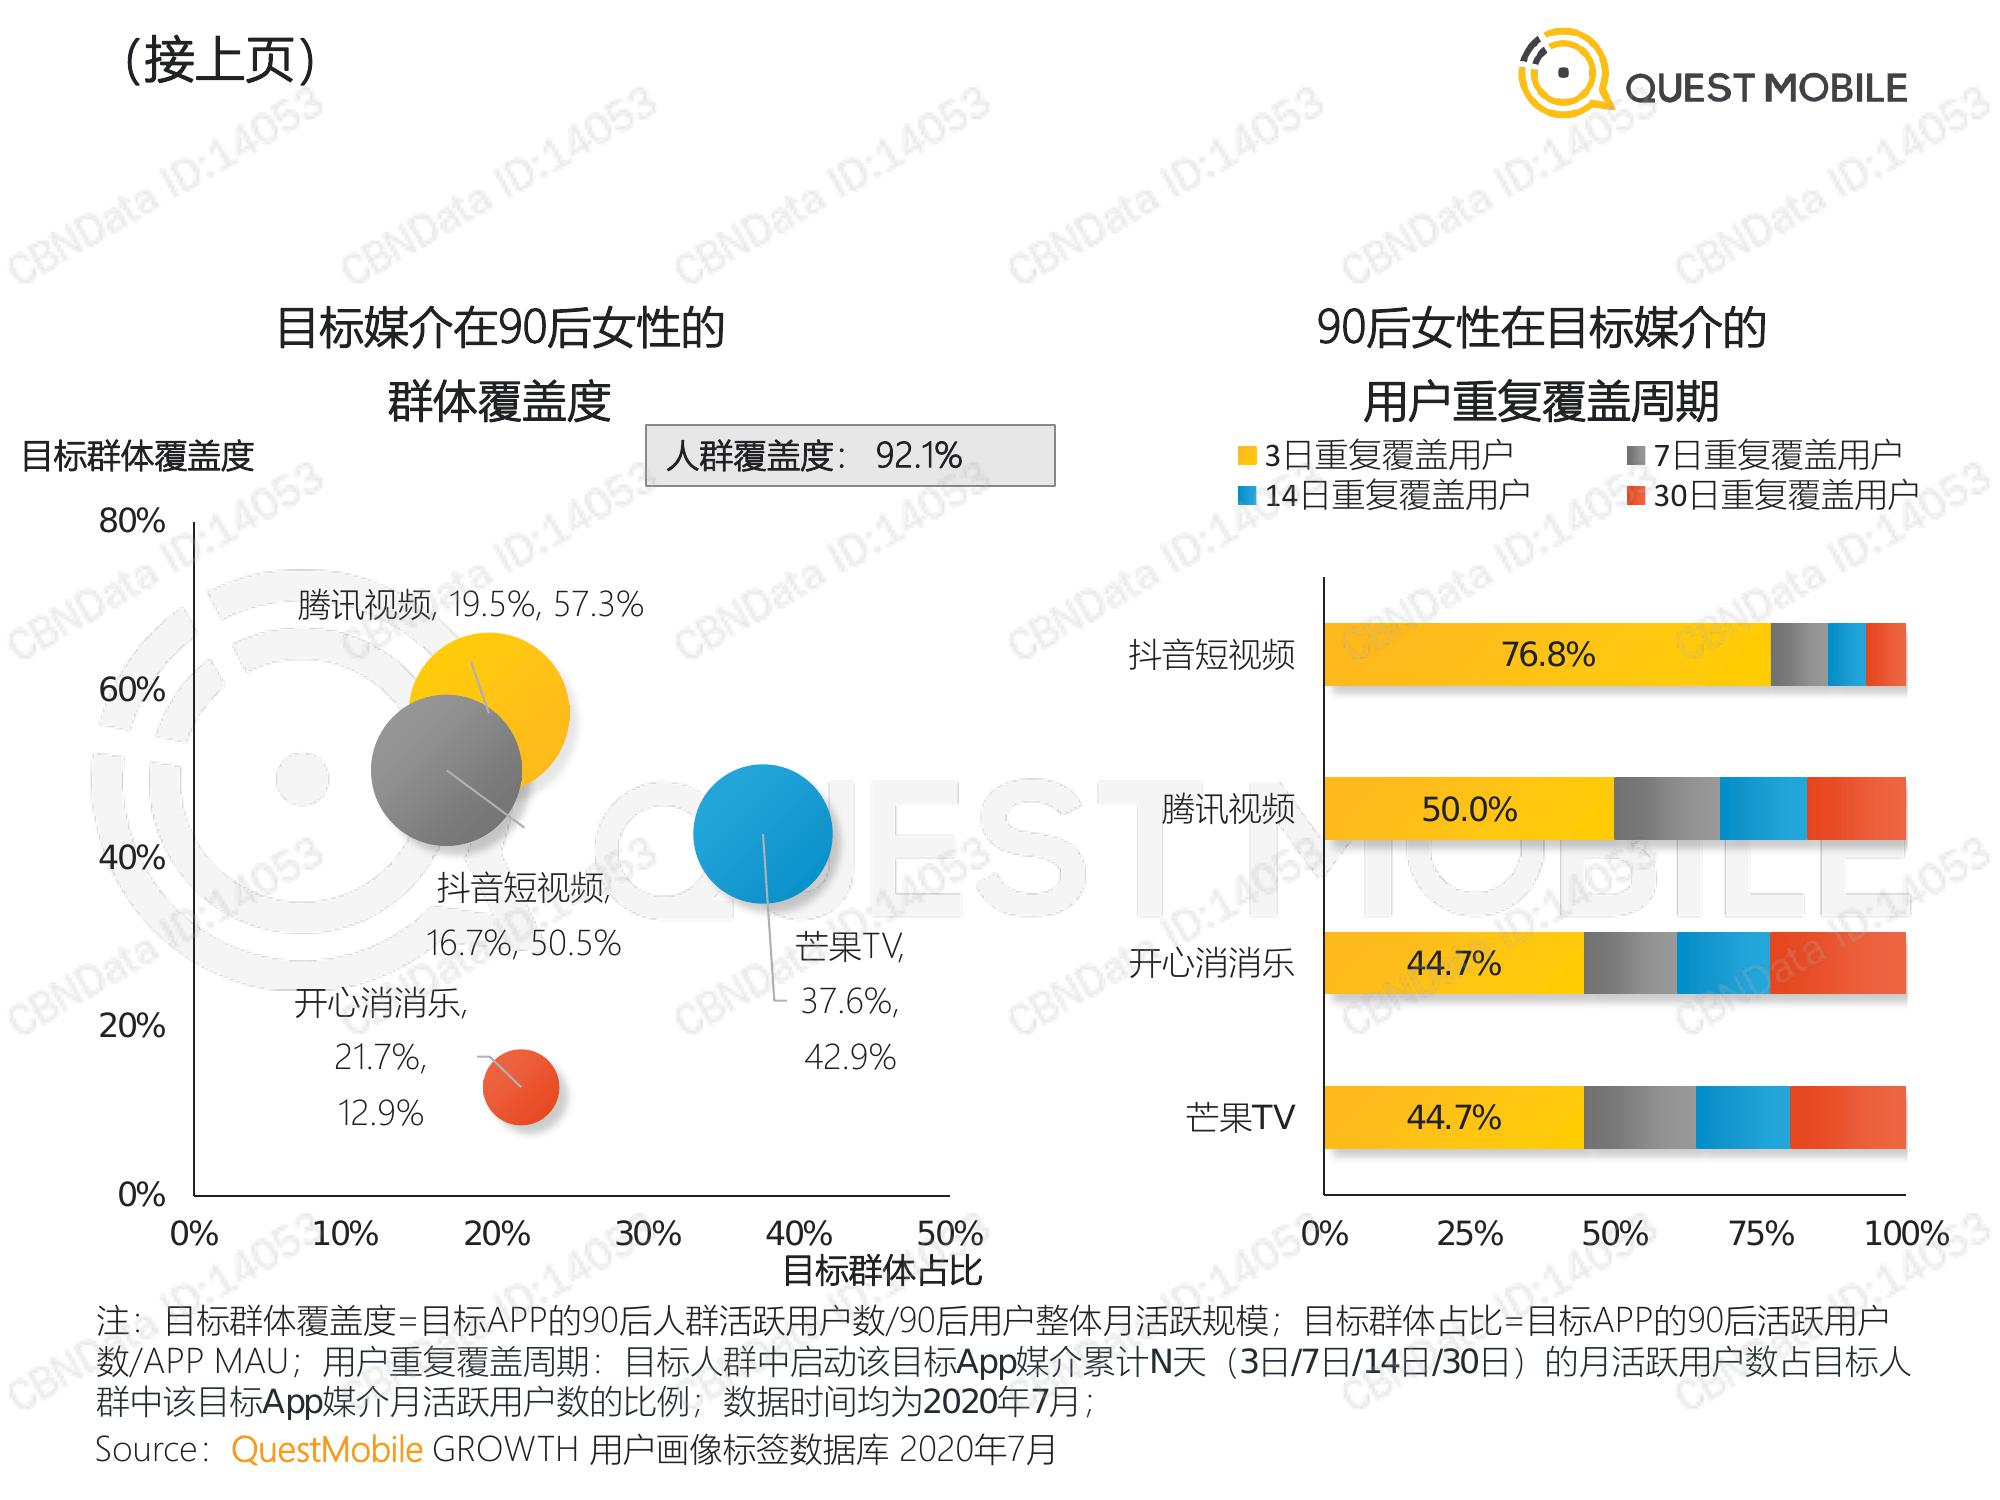 (接上页)
QUEST MOBILE
目标媒介在90后女性的
群体覆盖度
人群覆盖度： 92.1%
目标群体覆盖度
80%
60%
40%
20%
0%
腾讯视频, 19.5%, 57.3%
抖音短视频,
16.7%, 50.5%
开心消消乐,
21.7%,
12.9%
芒果TV,
37.6%,
42.9%
0% 10% 20% 30% 40% 50%
目标群体占比
90后女性在目标媒介的
用户重复覆盖周期
3日重复覆盖用户 7日重复覆盖用户
14日重复覆盖用户 30日重复覆盖用户
抖音短视频 76.8%
腾讯视频 50.0%
开心消消乐 44.7%
芒果TV 44.7%
0% 25% 50% 75% 100%
注：目标群体覆盖度=目标APP的90后人群活跃用户数/90后用户整体月活跃规模；目标群体占比=目标APP的90后活跃用户
数/APP MAU；用户重复覆盖周期：目标人群中启动该目标App媒介累计N天（3日/7日/14日/30日）的月活跃用户数占目标人
群中该目标App媒介月活跃用户数的比例；数据时间均为2020年7月；
Source：QuestMobile GROWTH 用户画像标签数据库 2020年7月
QUEST MOBILE
CBNData ID:14053